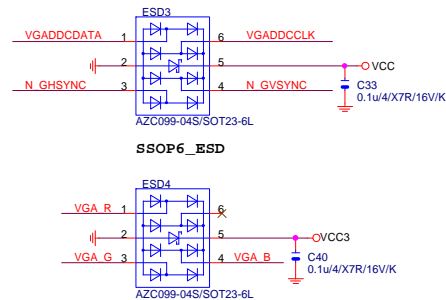 ESD3
VGADDCDATA 1 6 VGADDCCLK
2 5 VCC
N_GHSYNC 3 4 N_GVSYNC
C33
0.1u/4/X7R/16V/K
AZC099-04S/SOT23-6L
SSOP6_ESD
ESD4
VGA_R 1 6
2 5 VCC3
VGA_G 3 4 VGA_B
C40
0.1u/4/X7R/16V/K
AZC099-04S/SOT23-6L